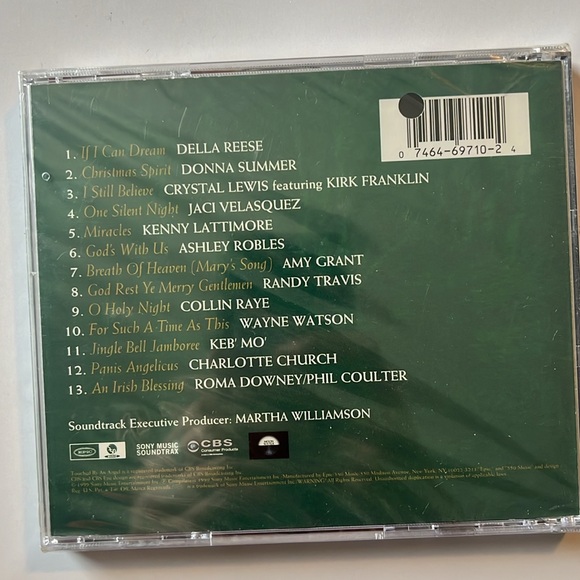 0 7464-69710-2 4
1. If I Can Dream DELLA REESE
2. Christmas Spirit DONNA SUMMER
3. I Still Believe CRYSTAL LEWIS featuring KIRK FRANKLIN
4. One Silent Night JACI VELASQUEZ
5. Miracles KENNY LATTIMORE
6. God's With Us ASHLEY ROBLES
7. Breath Of Heaven (Mary's Song) AMY GRANT
8. God Rest Ye Merry Gentlemen RANDY TRAVIS
9. O Holy Night COLLIN RAYE
10. For Such A Time As This WAYNE WATSON
11. Jingle Bell Jamboree KEB' MO'
12. Panis Angelicus CHARLOTTE CHURCH
13. An Irish Blessing ROMA DOWNEY/PHIL COULTER
Soundtrack Executive Producer: MARTHA WILLIAMSON
epic SONY MUSIC SOUNDTRAX CBS Consumer Products